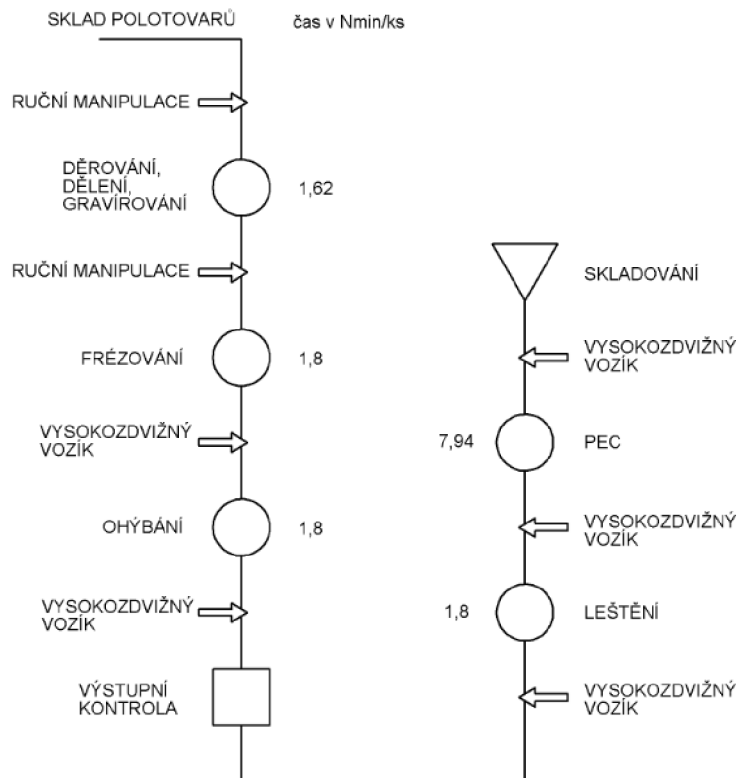 SKLAD POLOTOVARŮ
čas v Nmin/ks
RUČNÍ MANIPULACE
DĚROVÁNÍ,
DĚLENÍ,
GRAVÍROVÁNÍ
1,62
RUČNÍ MANIPULACE
FRÉZOVÁNÍ
1,8
VYSOKOZDVIŽNÝ
VOZÍK
OHÝBÁNÍ
1,8
VYSOKOZDVIŽNÝ
VOZÍK
VÝSTUPNÍ
KONTROLA
SKLADOVÁNÍ
VYSOKOZDVIŽNÝ
VOZÍK
7,94
PEC
VYSOKOZDVIŽNÝ
VOZÍK
1,8
LEŠTĚNÍ
VYSOKOZDVIŽNÝ
VOZÍK